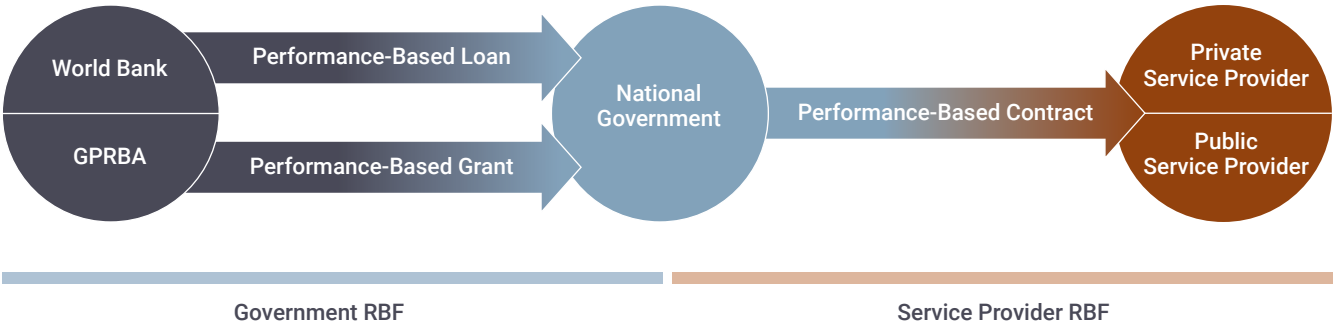 World Bank
GPRBA
Performance-Based Loan
Performance-Based Grant
National
Government
Performance-Based Contract
Private
Service Provider
Public
Service Provider
Government RBF
Service Provider RBF